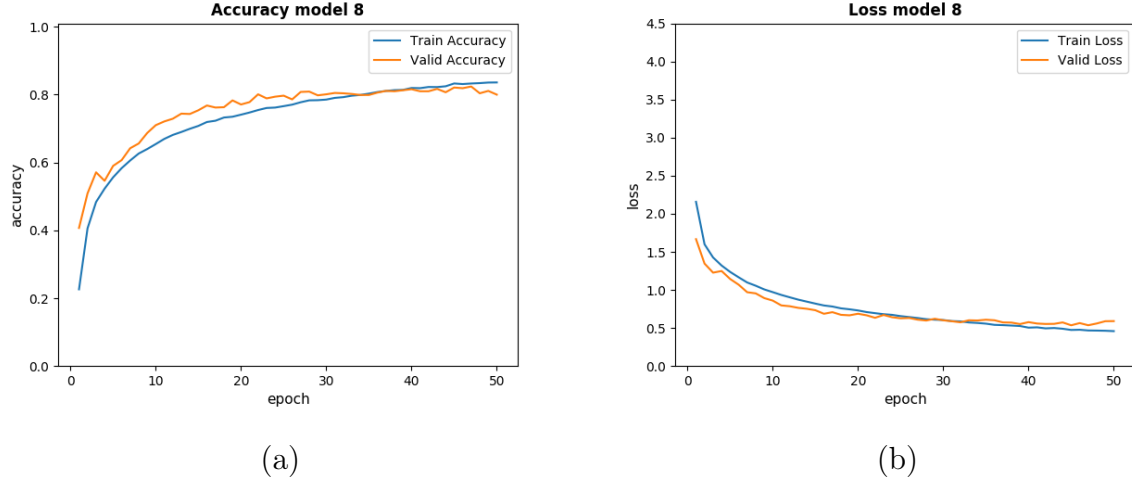 Accuracy model 8
1.0
0.8
0.6
0.4
0.2
0.0
accuracy
0 10 20 30 40 50
epoch
Train Accuracy
Valid Accuracy
(a)
Loss model 8
4.5
4.0
3.5
3.0
2.5
2.0
1.5
1.0
0.5
0.0
loss
0 10 20 30 40 50
epoch
Train Loss
Valid Loss
(b)